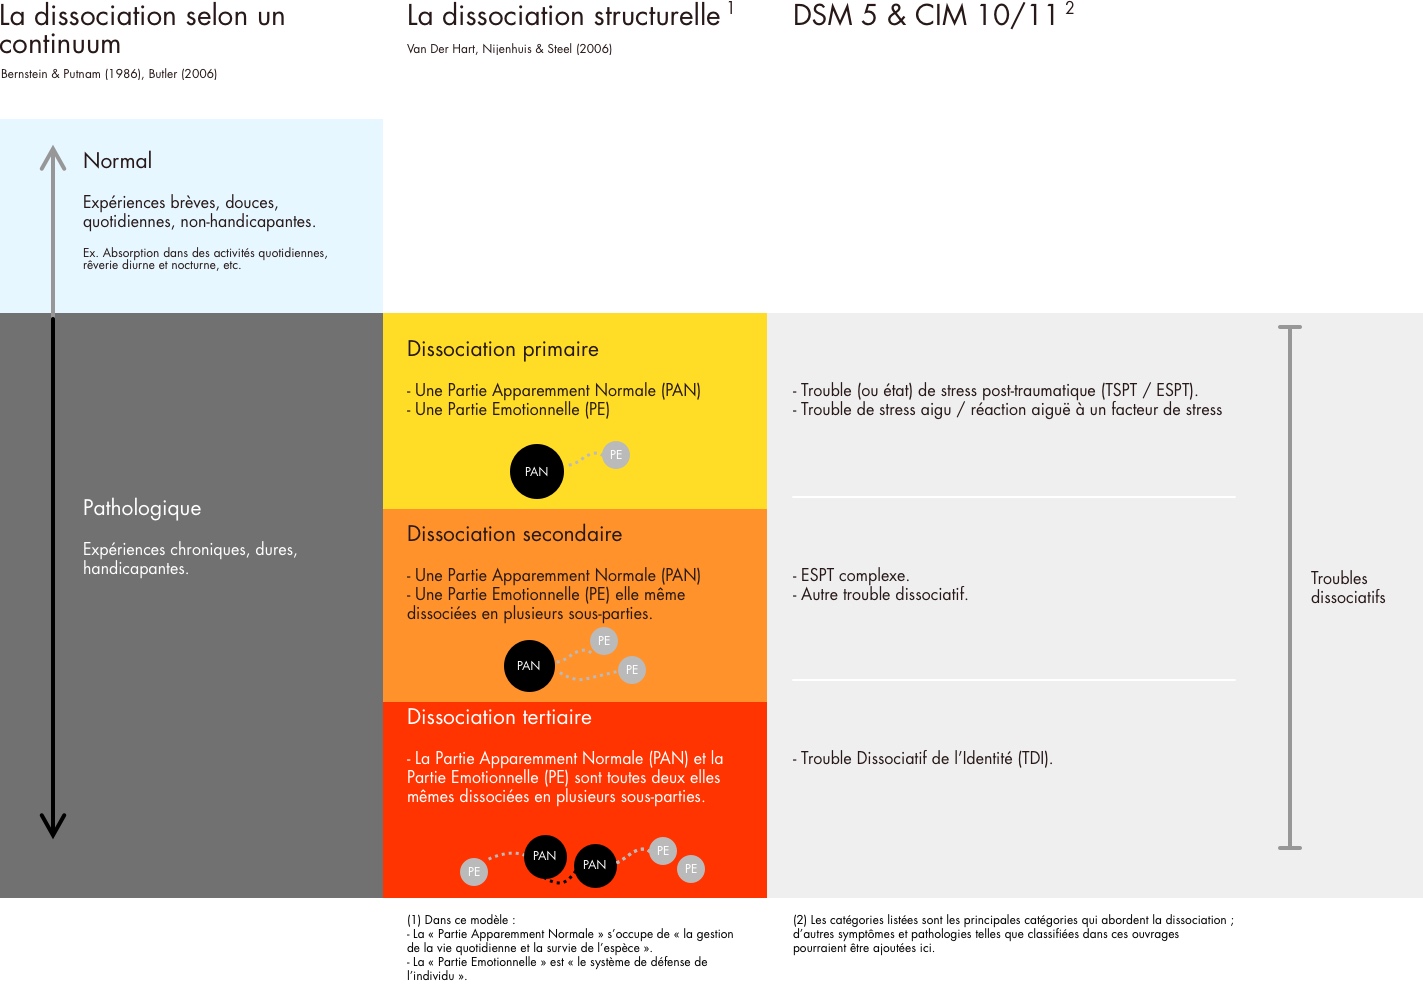 La dissociation selon un
continuum
Bernstein & Putnam (1986), Butler (2006)
La dissociation structurelle 1
Van Der Hart, Nijenhuis & Steel (2006)
DSM 5 & CIM 10/11 2
Normal
Expériences brèves, douces,
quotidiennes, non-handicapantes.
Ex. Absorption dans des activités quotidiennes,
rêverie diurne et nocturne, etc.
Pathologique
Expériences chroniques, dures,
handicapantes.
Dissociation primaire
- Une Partie Apparemment Normale (PAN)
- Une Partie Emotionnelle (PE)
PAN
PE
- Trouble (ou état) de stress post-traumatique (TSPT / ESPT).
- Trouble de stress aigu / réaction aiguë à un facteur de stress
Dissociation secondaire
- Une Partie Apparemment Normale (PAN)
- Une Partie Emotionnelle (PE) elle même
dissociées en plusieurs sous-parties.
PE
PAN
PE
- ESPT complexe.
- Autre trouble dissociatif.
Troubles
dissociatifs
Dissociation tertiaire
- La Partie Apparemment Normale (PAN) et la
Partie Emotionnelle (PE) sont toutes deux elles
mêmes dissociées en plusieurs sous-parties.
PE
PAN
PAN
PE
PE
- Trouble Dissociatif de l’Identité (TDI).
(1) Dans ce modèle :
- La « Partie Apparemment Normale » s’occupe de « la gestion
de la vie quotidienne et la survie de l’espèce ».
- La « Partie Emotionnelle » est « le système de défense de
l’individu ».
(2) Les catégories listées sont les principales catégories qui abordent la dissociation ;
d’autres symptômes et pathologies telles que classifiées dans ces ouvrages
pourraient être ajoutées ici.